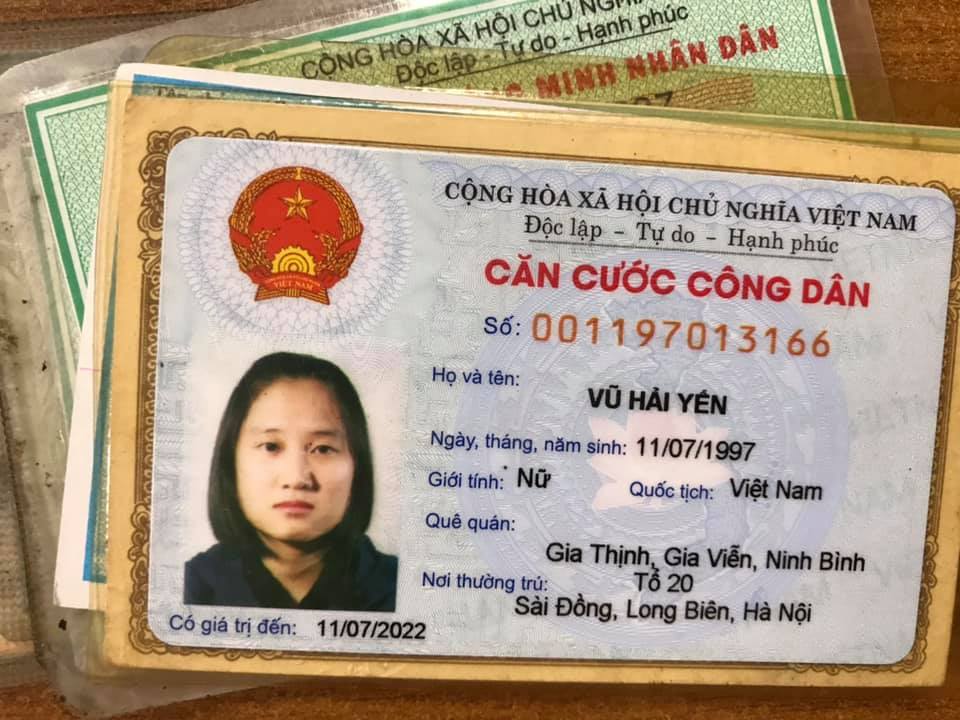 CỘNG HÒA XÃ HỘI CHỦ
Độc lập - Tự do - Hạnh phúc
MINH NHÂN DÂN
VIỆT NAM
CỘNG HÒA XÃ HỘI CHỦ NGHĨA VIỆT NAM
Độc lập - Tự do - Hạnh phúc
CĂN CƯỚC CÔNG DÂN
Số: 001197013166
Họ và tên:
VŨ HẢI YẾN
Ngày, tháng, năm sinh: 11/07/1997
Giới tính: Nữ Quốc tịch: Việt Nam
Quê quán:
Gia Thịnh, Gia Viễn, Ninh Bình
Nơi thường trú: Tổ 20
Sài Đồng, Long Biên, Hà Nội
Có giá trị đến: 11/07/2022